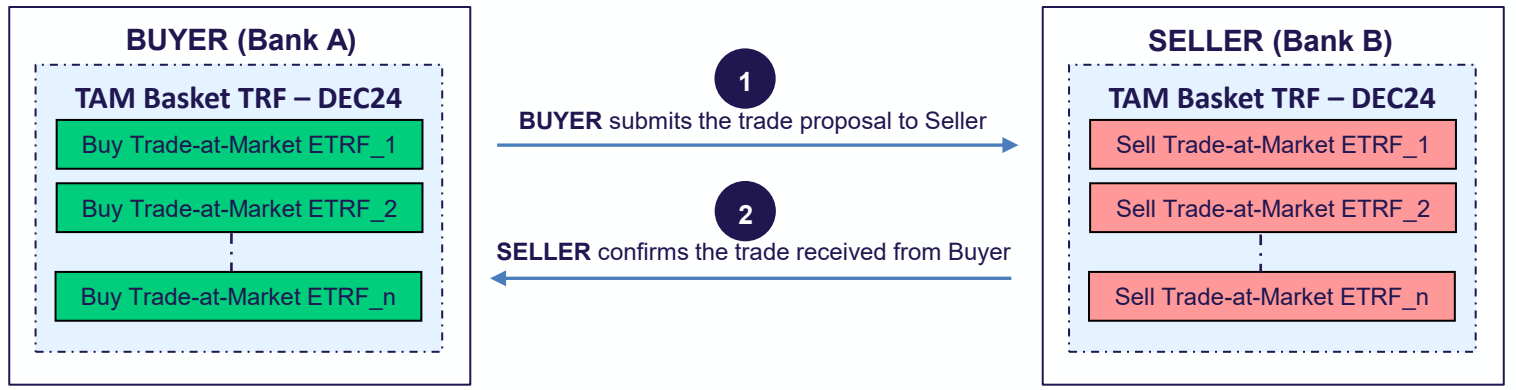 BUYER (Bank A)
TAM Basket TRF – DEC24
Buy Trade-at-Market ETRF_1
Buy Trade-at-Market ETRF_2
Buy Trade-at-Market ETRF_n
1
BUYER submits the trade proposal to Seller
2
SELLER confirms the trade received from Buyer
SELLER (Bank B)
TAM Basket TRF – DEC24
Sell Trade-at-Market ETRF_1
Sell Trade-at-Market ETRF_2
Sell Trade-at-Market ETRF_n